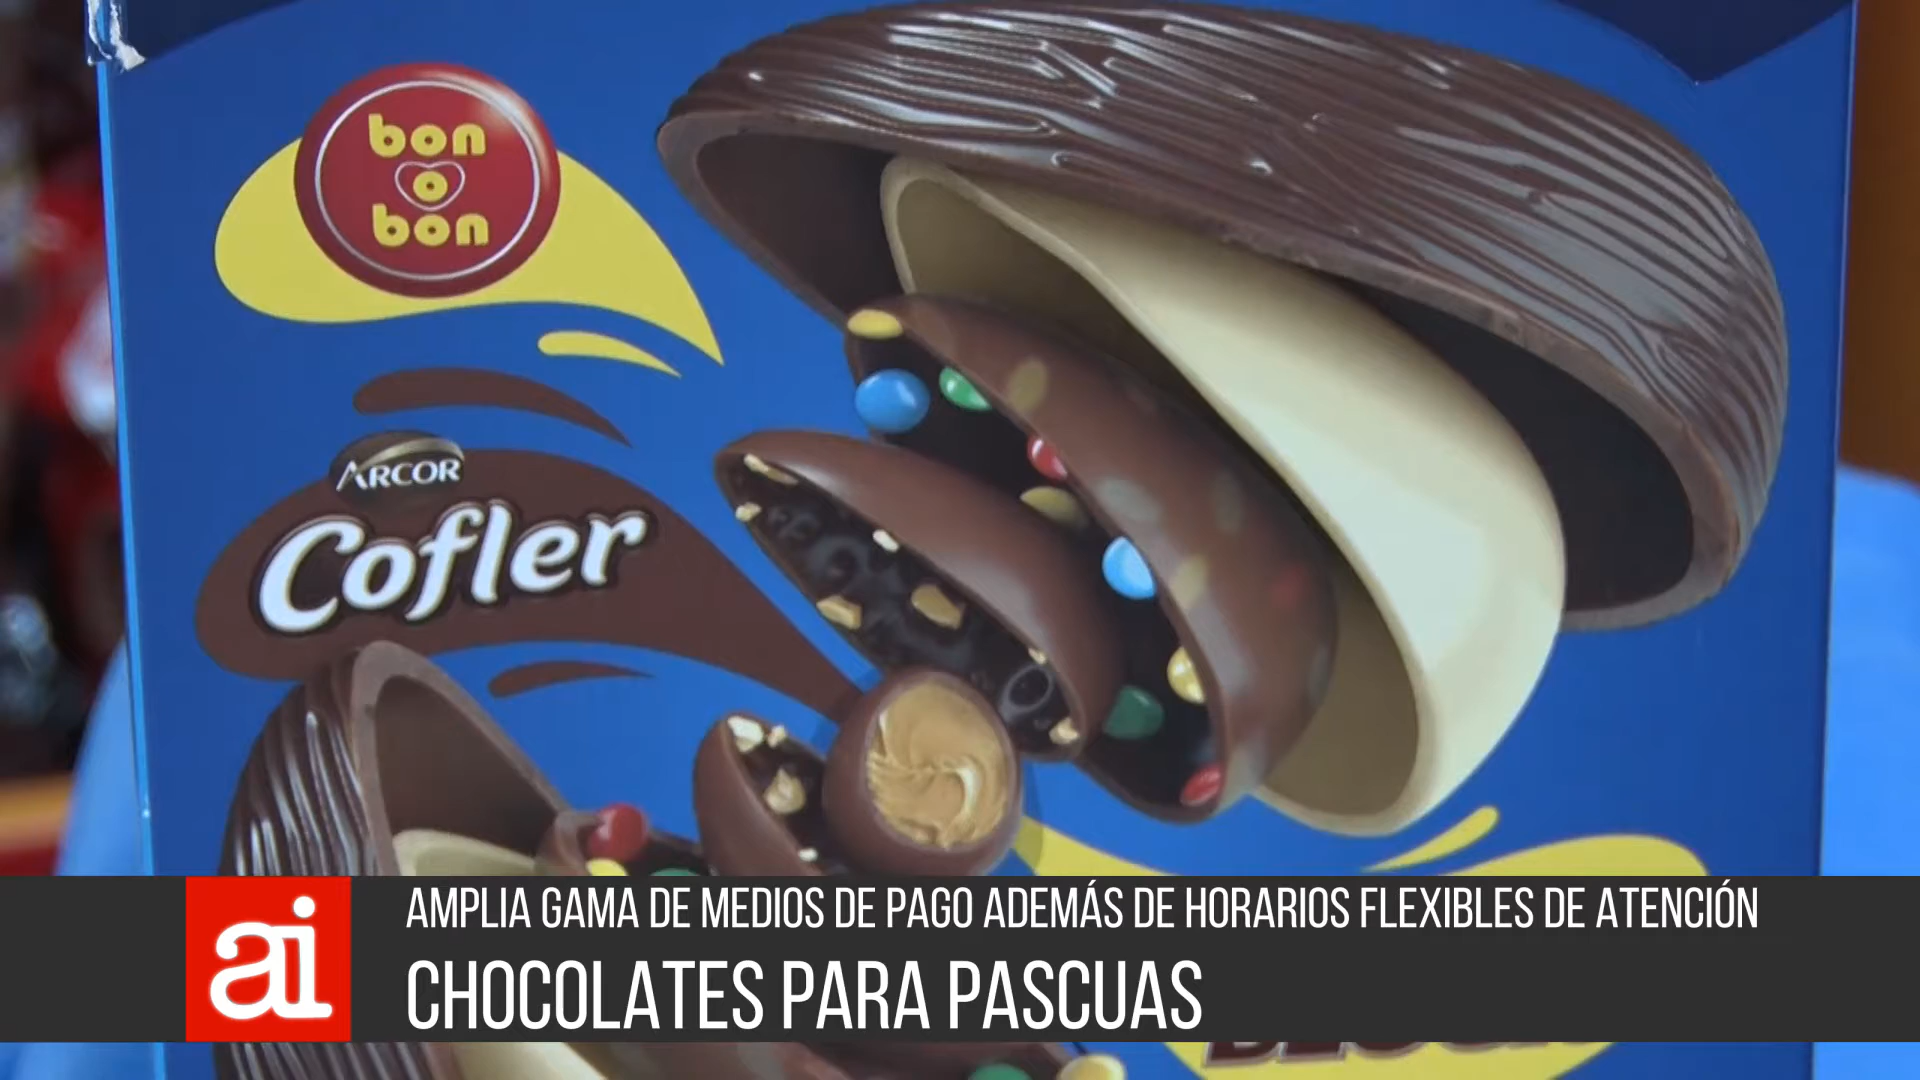 bon
o
bon
ARCOR
Cofler
ai
AMPLIA GAMA DE MEDIOS DE PAGO ADEMÁS DE HORARIOS FLEXIBLES DE ATENCIÓN
CHOCOLATES PARA PASCUAS